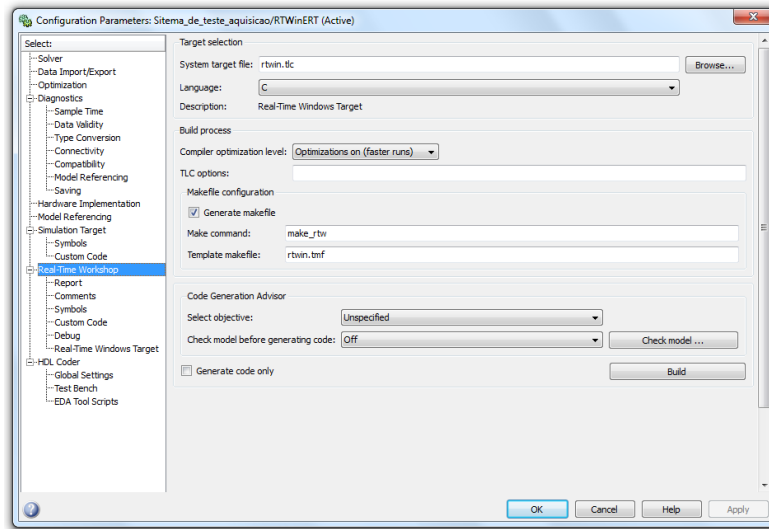 Configuration Parameters: Sitema_de_teste_aquisicao/RTWinERT (Active)
Select:
Solver
Data Import/Export
Optimization
Diagnostics
Sample Time
Data Validity
Type Conversion
Connectivity
Compatibility
Model Referencing
Saving
Hardware Implementation
Model Referencing
Simulation Target
Symbols
Custom Code
Real-Time Workshop
Report
Comments
Symbols
Custom Code
Debug
Real-Time Windows Target
HDL Coder
Global Settings
Test Bench
EDA Tool Scripts
Target selection
System target file: rtwin.tlc Browse...
Language: C
Description: Real-Time Windows Target
Build process
Compiler optimization level: Optimizations on (faster runs)
TLC options:
Makefile configuration
Generate makefile
Make command: make_rtw
Template makefile: rtwin.tmf
Code Generation Advisor
Select objective: Unspecified
Check model before generating code: Off Check model ...
Generate code only Build
OK Cancel Help Apply